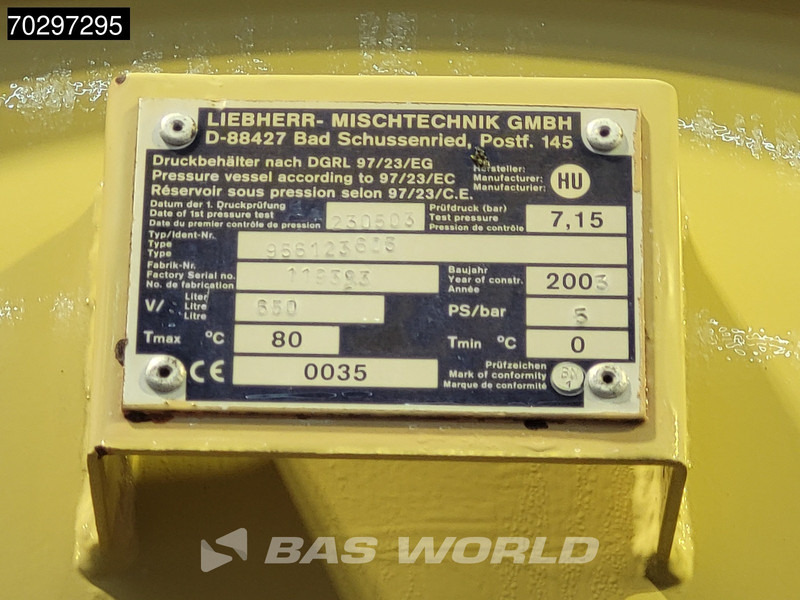 70297295
LIEBHERR- MISCHTECHNIK GMBH
D-88427 Bad Schussenried, Postf. 145
Druckbehälter nach DGRL 97/23/EG
Pressure vessel according to 97/23/EC
Réservoir sous pression selon 97/23/C.E.
Hersteller:
Manufacturer:
Manufacturier:
HU
Datum der 1. Druckprüfung
Date of 1st pressure test
Date du premier contrôle de pression
230503
Prüfdruck (bar)
Test pressure
Pression de contrôle
7,15
Typ/Ident-Nr.
Type
Type
Fabrik-Nr.
Factory Serial no.
No. de fabrication
119383
Baujahr
Year of constr.
Année
2003
V/
Liter
Litre
Litre
650
PS/bar
5
Tmax °C
80
Tmin °C
0
CE
0035
Prüfzeichen
Mark of conformity
Marque de conformité
BAS WORLD